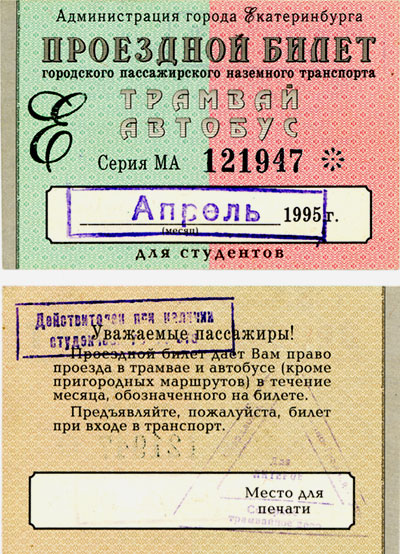 Администрация города Екатеринбурга
ПРОЕЗДНОЙ БИЛЕТ
городского пассажирского наземного транспорта
ТРАМВАЙ
АВТОБУС
Е
Серия МА 121947
Апрель 1995 г.
(месяц)
для студентов
Действителен при наличии
Уважаемые пассажиры!
Проездной билет дает Вам право
проезда в трамвае и автобусе (кроме
пригородных маршрутов) в течение
месяца, обозначенного на билете.
Предъявляйте, пожалуйста, билет
при входе в транспорт.
Для
Место для
печати